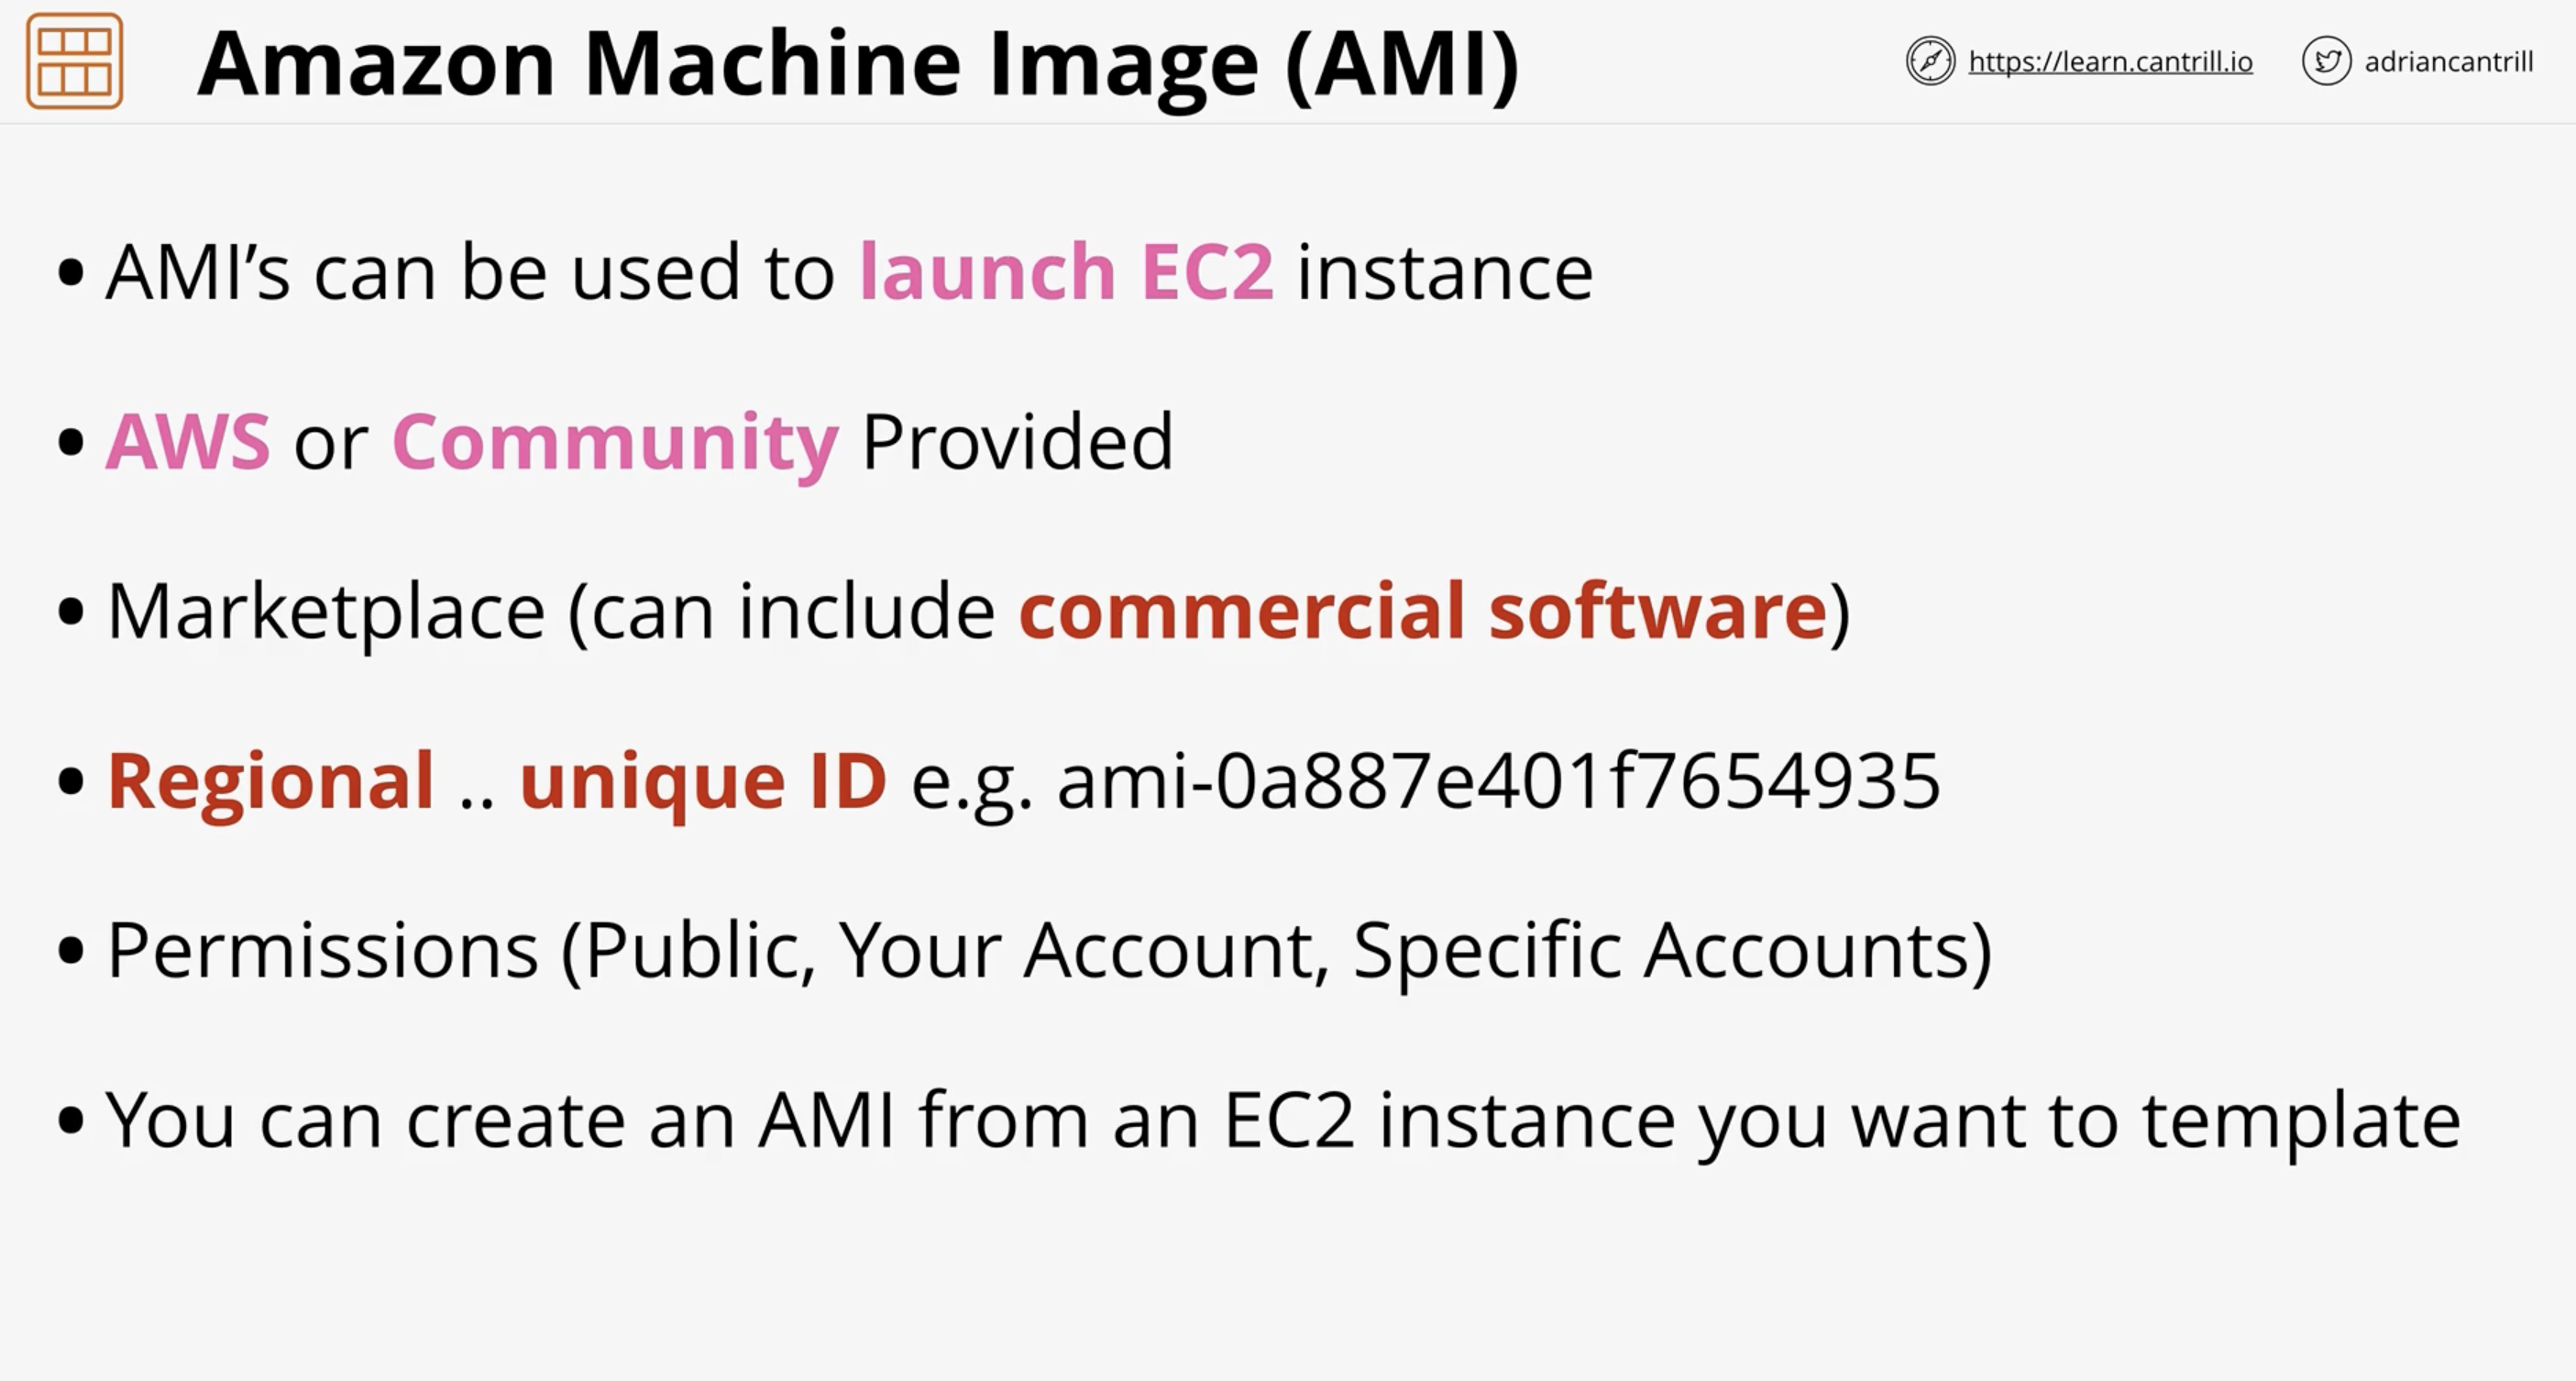 Amazon Machine Image (AMI)
https://learn.cantrill.io
adriancantrill
• AMI’s can be used to launch EC2 instance
• AWS or Community Provided
• Marketplace (can include commercial software)
• Regional .. unique ID e.g. ami-0a887e401f7654935
• Permissions (Public, Your Account, Specific Accounts)
• You can create an AMI from an EC2 instance you want to template